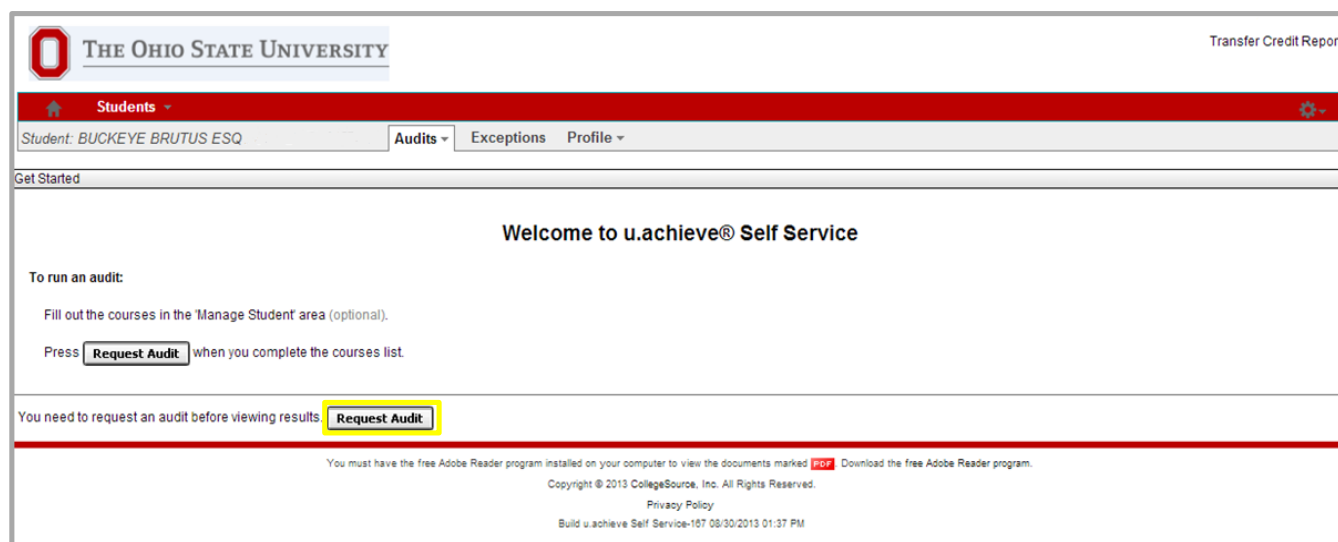 THE OHIO STATE UNIVERSITY
Transfer Credit Repor
Students
Student: BUCKEYE BRUTUS ESQ Audits Exceptions Profile
Get Started
Welcome to u.achieve® Self Service
To run an audit:
Fill out the courses in the 'Manage Student' area (optional).
Press Request Audit when you complete the courses list.
You need to request an audit before viewing results. Request Audit
You must have the free Adobe Reader program installed on your computer to view the documents marked PDF. Download the free Adobe Reader program.
Copyright © 2013 CollegeSource, Inc. All Rights Reserved.
Privacy Policy
Build u.achieve Self Service-167 08/30/2013 01:37 PM